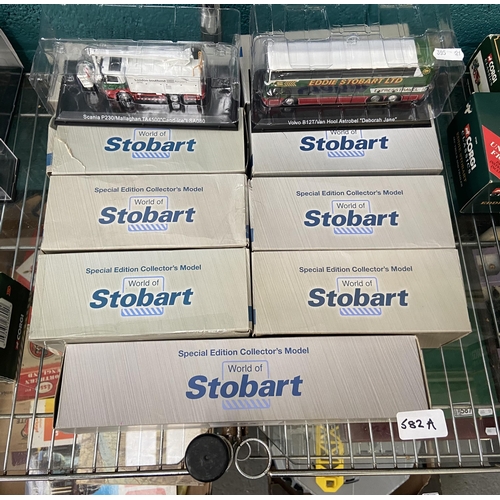 EDDIE STOBART LTD
Scania P230/Mallaghan
Volvo B12T/Van Hool Astrobel "Deborah Jane"
World of
Stobart
World of
Stobart
Special Edition Collector's Model
World of
Stobart
Special Edition Collector's Model
World of
Stobart
Special Edition Collector's Model
World of
Stobart
Special Edition Collector's Model
World of
Stobart
Special Edition Collector's Model
World of
Stobart
582A
CORGI